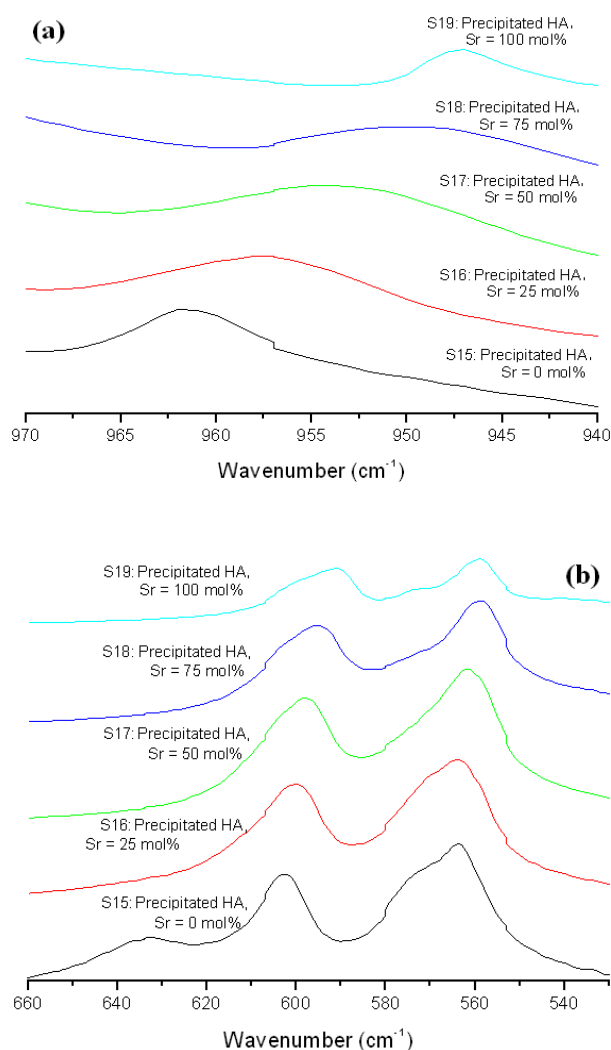 (a)
S19: Precipitated HA,
Sr = 100 mol%
S18: Precipitated HA,
Sr = 75 mol%
S17: Precipitated HA,
Sr = 50 mol%
S16: Precipitated HA,
Sr = 25 mol%
S15: Precipitated HA,
Sr = 0 mol%
970 965 960 955 950 945 940
Wavenumber (cm⁻¹)
(b)
S19: Precipitated HA,
Sr = 100 mol%
S18: Precipitated HA,
Sr = 75 mol%
S17: Precipitated HA,
Sr = 50 mol%
S16: Precipitated HA,
Sr = 25 mol%
S15: Precipitated HA,
Sr = 0 mol%
660 640 620 600 580 560 540
Wavenumber (cm⁻¹)